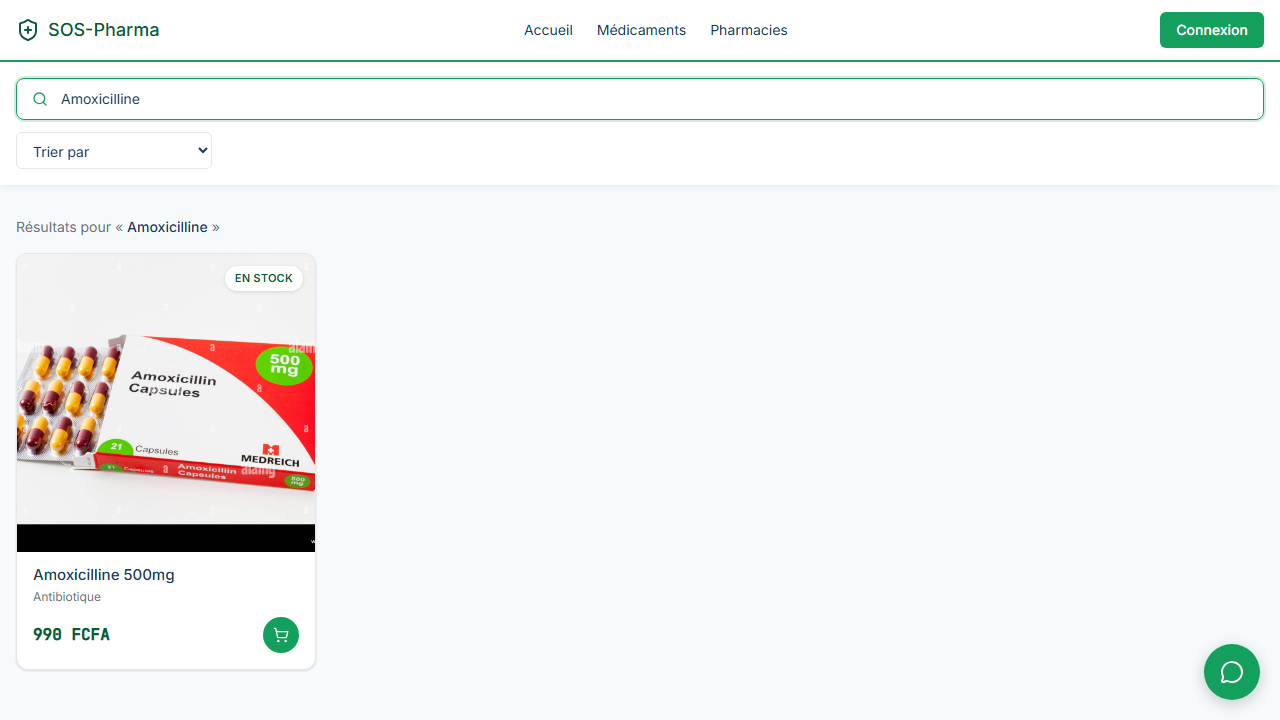 SOS-Pharma
Accueil
Médicaments
Pharmacies
Connexion
Amoxicilline
Trier par
Résultats pour « Amoxicilline »
EN STOCK
500
mg
Amoxicillin
Capsules
21 Capsules
MEDREICH
Amoxicillin
Capsules
500
mg
alamy
Amoxicilline 500mg
Antibiotique
990 FCFA